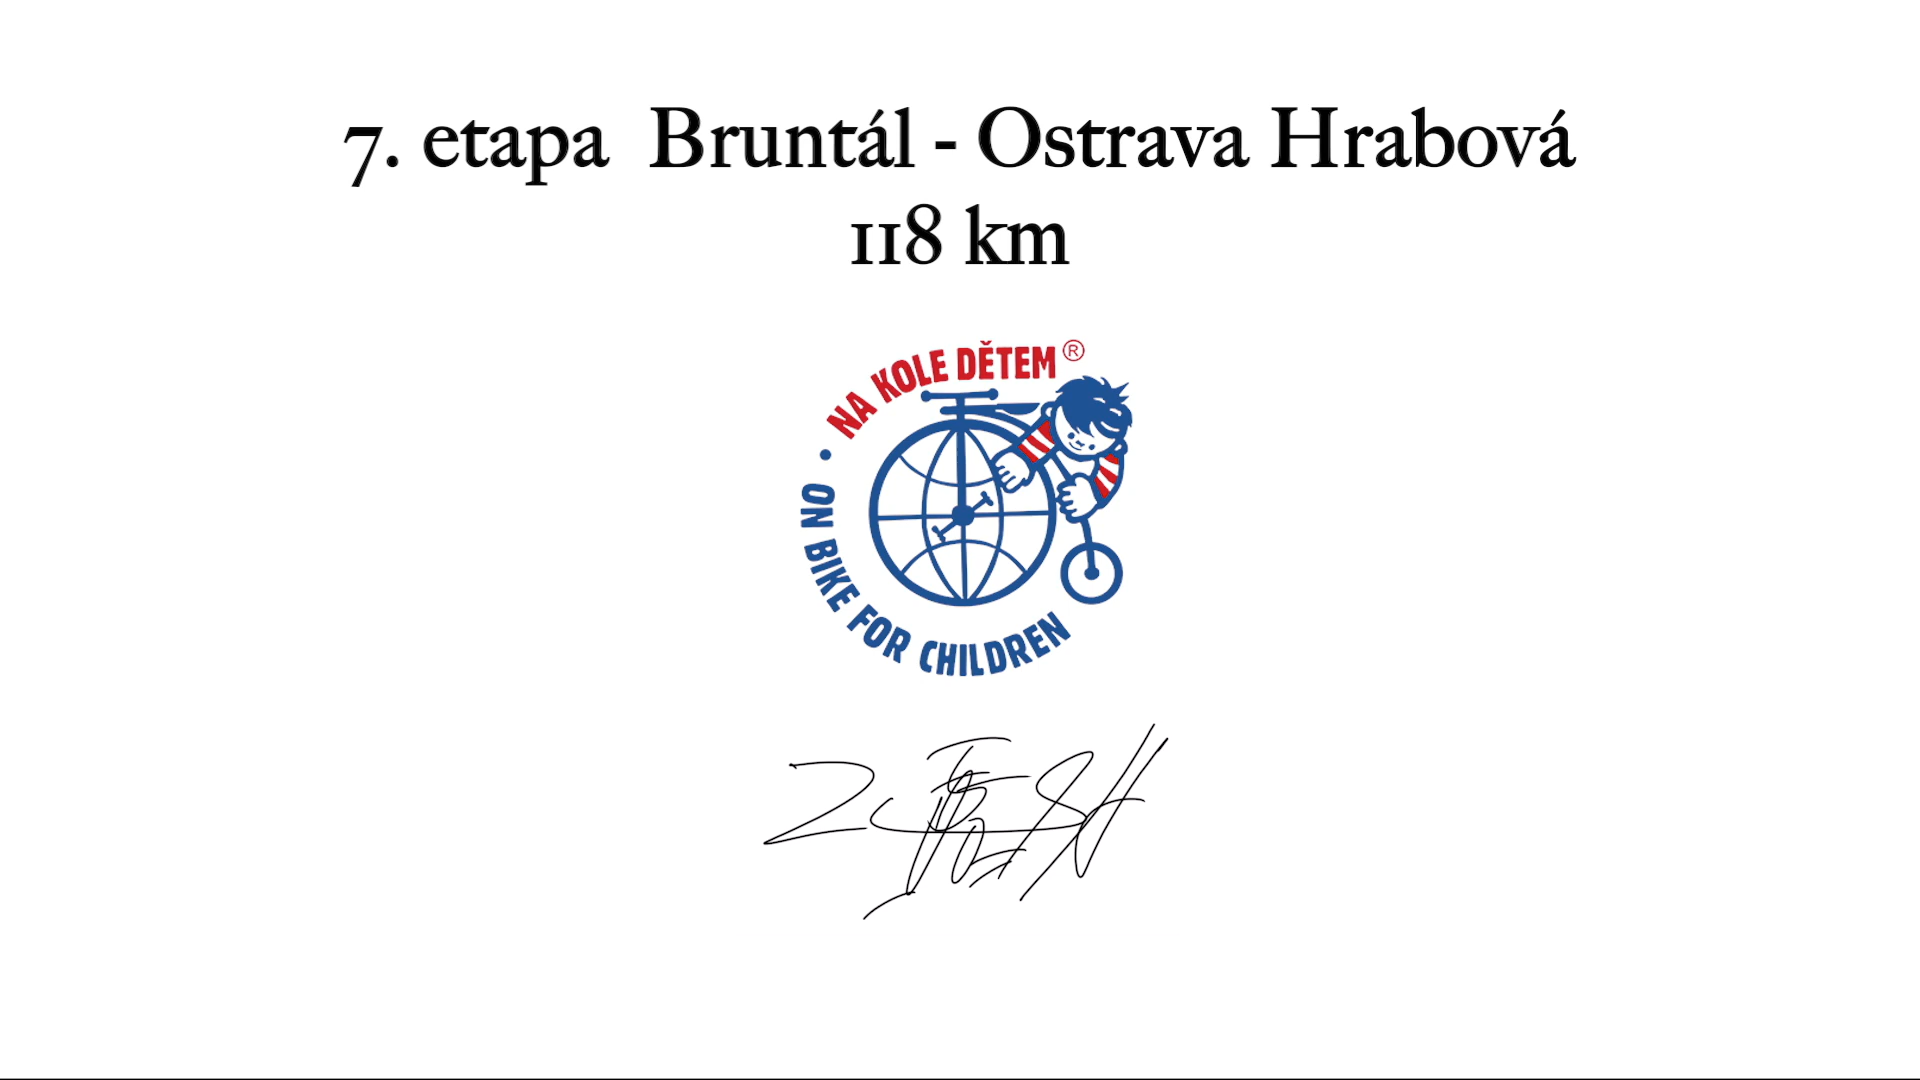 7. etapa  Bruntál - Ostrava Hrabová
118 km
NA KOLE DĚTEM ®
• ON BIKE FOR CHILDREN